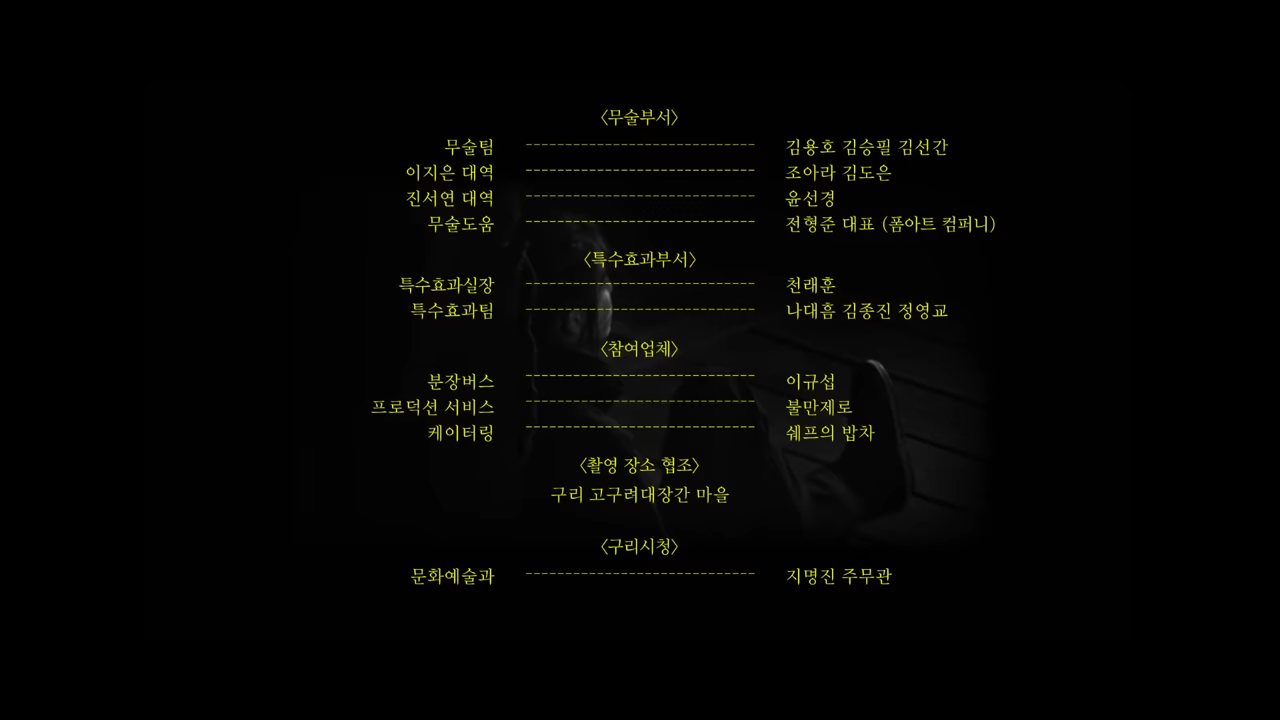 〈무술부서〉
무술팀 ---------------------------- 김용호 김승필 김선간
이지은 대역 ---------------------------- 조아라 김도은
진서연 대역 ---------------------------- 윤선경
무술도움 ---------------------------- 전형준 대표 (폼아트 컴퍼니)
〈특수효과부서〉
특수효과실장 ---------------------------- 천래훈
특수효과팀 ---------------------------- 나대흠 김종진 정영교
〈참여업체〉
분장버스 ---------------------------- 이규섭
프로덕션 서비스 ---------------------------- 불만제로
케이터링 ---------------------------- 쉐프의 밥차
〈촬영 장소 협조〉
구리 고구려대장간 마을
〈구리시청〉
문화예술과 ---------------------------- 지명진 주무관